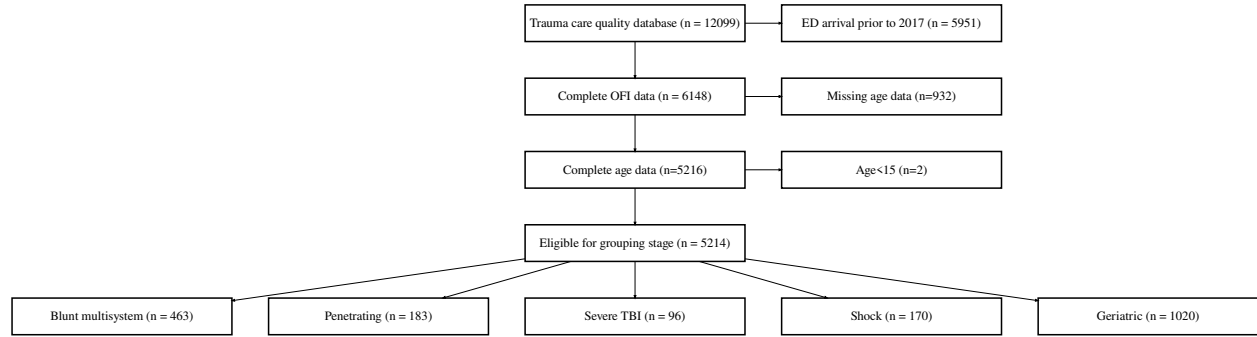 Trauma care quality database (n = 12099)
ED arrival prior to 2017 (n = 5951)
Complete OFI data (n = 6148)
Missing age data (n=932)
Complete age data (n=5216)
Age<15 (n=2)
Eligible for grouping stage (n = 5214)
Blunt multisystem (n = 463)
Penetrating (n = 183)
Severe TBI (n = 96)
Shock (n = 170)
Geriatric (n = 1020)